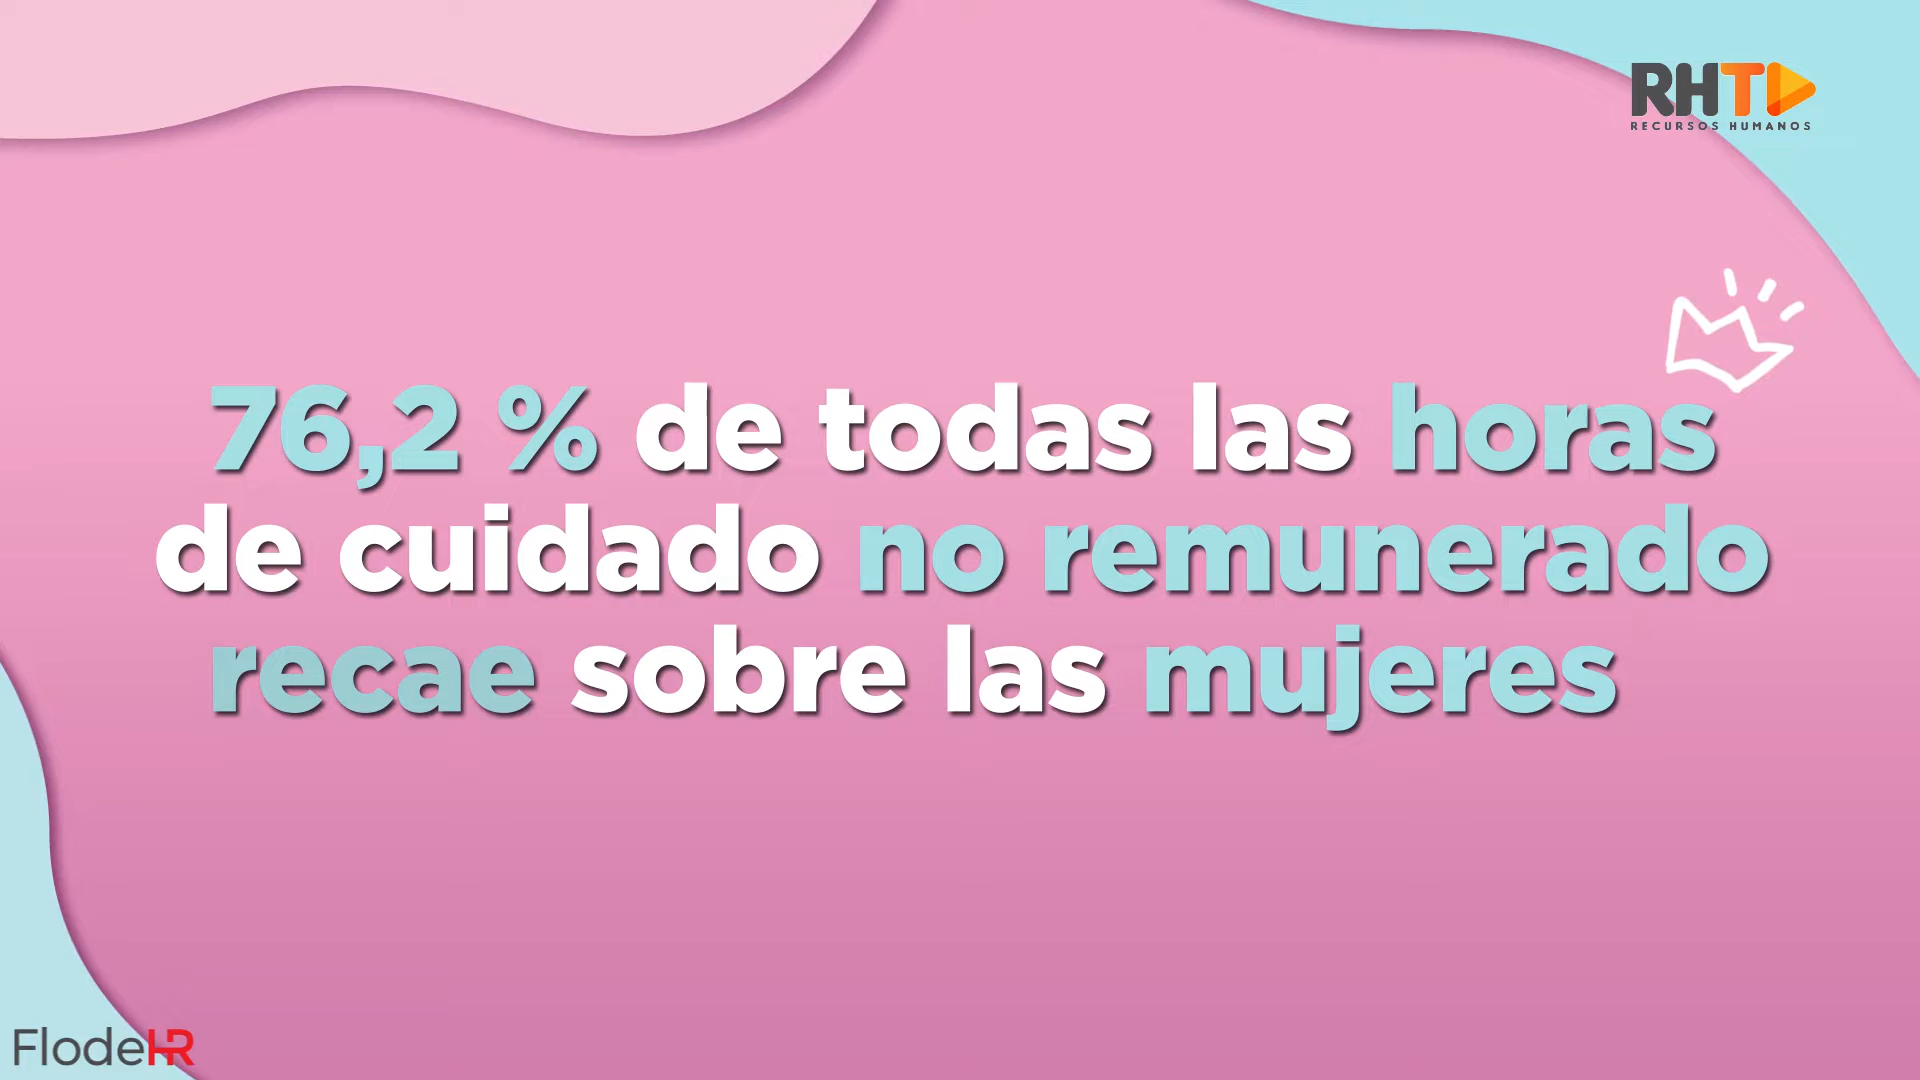 RHT
RECURSOS HUMANOS
76,2 % de todas las horas
de cuidado no remunerado
recae sobre las mujeres
FlodeHR